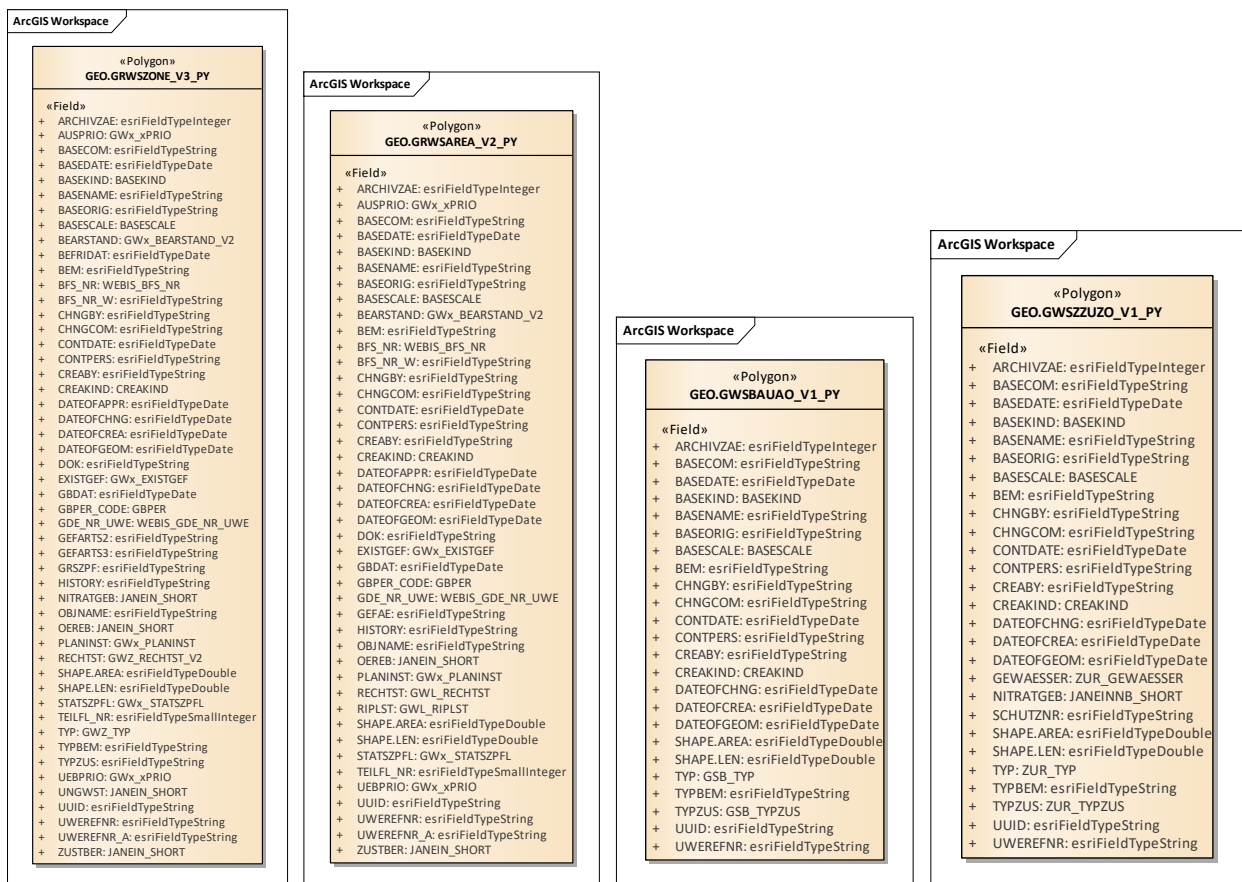 ArcGIS Workspace
«Polygon»
GEO.GRWSZONE_V3_PY
«Field»
+ ARCHIVZAE: esriFieldTypeInteger
+ AUSPRIO: GWx_xPRIO
+ BASECOM: esriFieldTypeString
+ BASEDATE: esriFieldTypeDate
+ BASEKIND: BASEKIND
+ BASENAME: esriFieldTypeString
+ BASEORIG: esriFieldTypeString
+ BASESCALE: BASESCALE
+ BEARSTAND: GWx_BEARSTAND_V2
+ BEFRIDAT: esriFieldTypeDate
+ BEM: esriFieldTypeString
+ BFS_NR: WEBIS_BFS_NR
+ BFS_NR_W: esriFieldTypeString
+ CHNGBY: esriFieldTypeString
+ CHNGCOM: esriFieldTypeString
+ CONTDATE: esriFieldTypeDate
+ CONTPERS: esriFieldTypeString
+ CREABY: esriFieldTypeString
+ CREAKIND: CREAKIND
+ DATEOFAPPR: esriFieldTypeDate
+ DATEOFCHNG: esriFieldTypeDate
+ DATEOFCREA: esriFieldTypeDate
+ DATEOFGEOM: esriFieldTypeDate
+ DOK: esriFieldTypeString
+ EXISTGEF: GWx_EXISTGEF
+ GBDAT: esriFieldTypeDate
+ GBPER_CODE: GBPER
+ GDE_NR_UWE: WEBIS_GDE_NR_UWE
+ GEFARTS2: esriFieldTypeString
+ GEFARTS3: esriFieldTypeString
+ GRSZPF: esriFieldTypeString
+ HISTORY: esriFieldTypeString
+ NITRATGEB: JANEIN_SHORT
+ OBJNAME: esriFieldTypeString
+ OEREB: JANEIN_SHORT
+ PLANINST: GWx_PLANINST
+ RECHTST: GWZ_RECHTST_V2
+ SHAPE.AREA: esriFieldTypeDouble
+ SHAPE.LEN: esriFieldTypeDouble
+ STATSZPFL: GWx_STATSZPFL
+ TEILFL_NR: esriFieldTypeSmallInteger
+ TYP: GWZ_TYP
+ TYPBEM: esriFieldTypeString
+ TYPZUS: esriFieldTypeString
+ UEBPRIO: GWx_xPRIO
+ UNGWST: JANEIN_SHORT
+ UUID: esriFieldTypeString
+ UWEREFNR: esriFieldTypeString
+ UWEREFNR_A: esriFieldTypeString
+ ZUSTBER: JANEIN_SHORT
ArcGIS Workspace
«Polygon»
GEO.GRWSAREA_V2_PY
«Field»
+ ARCHIVZAE: esriFieldTypeInteger
+ AUSPRIO: GWx_xPRIO
+ BASECOM: esriFieldTypeString
+ BASEDATE: esriFieldTypeDate
+ BASEKIND: BASEKIND
+ BASENAME: esriFieldTypeString
+ BASEORIG: esriFieldTypeString
+ BASESCALE: BASESCALE
+ BEARSTAND: GWx_BEARSTAND_V2
+ BEM: esriFieldTypeString
+ BFS_NR: WEBIS_BFS_NR
+ BFS_NR_W: esriFieldTypeString
+ CHNGBY: esriFieldTypeString
+ CHNGCOM: esriFieldTypeString
+ CONTDATE: esriFieldTypeDate
+ CONTPERS: esriFieldTypeString
+ CREABY: esriFieldTypeString
+ CREAKIND: CREAKIND
+ DATEOFAPPR: esriFieldTypeDate
+ DATEOFCHNG: esriFieldTypeDate
+ DATEOFCREA: esriFieldTypeDate
+ DATEOFGEOM: esriFieldTypeDate
+ DOK: esriFieldTypeString
+ EXISTGEF: GWx_EXISTGEF
+ GBDAT: esriFieldTypeDate
+ GBPER_CODE: GBPER
+ GDE_NR_UWE: WEBIS_GDE_NR_UWE
+ GEFAE: esriFieldTypeString
+ HISTORY: esriFieldTypeString
+ OBJNAME: esriFieldTypeString
+ OEREB: JANEIN_SHORT
+ PLANINST: GWx_PLANINST
+ RECHTST: GWL_RECHTST
+ RIPLST: GWL_RIPLST
+ SHAPE.AREA: esriFieldTypeDouble
+ SHAPE.LEN: esriFieldTypeDouble
+ STATSZPFL: GWx_STATSZPFL
+ TEILFL_NR: esriFieldTypeSmallInteger
+ UEBPRIO: GWx_xPRIO
+ UUID: esriFieldTypeString
+ UWEREFNR: esriFieldTypeString
+ UWEREFNR_A: esriFieldTypeString
+ ZUSTBER: JANEIN_SHORT
ArcGIS Workspace
«Polygon»
GEO.GWSBAUAO_V1_PY
«Field»
+ ARCHIVZAE: esriFieldTypeInteger
+ BASECOM: esriFieldTypeString
+ BASEDATE: esriFieldTypeDate
+ BASEKIND: BASEKIND
+ BASENAME: esriFieldTypeString
+ BASEORIG: esriFieldTypeString
+ BASESCALE: BASESCALE
+ BEM: esriFieldTypeString
+ CHNGBY: esriFieldTypeString
+ CHNGCOM: esriFieldTypeString
+ CONTDATE: esriFieldTypeDate
+ CONTPERS: esriFieldTypeString
+ CREABY: esriFieldTypeString
+ CREAKIND: CREAKIND
+ DATEOFCHNG: esriFieldTypeDate
+ DATEOFCREA: esriFieldTypeDate
+ DATEOFGEOM: esriFieldTypeDate
+ SHAPE.AREA: esriFieldTypeDouble
+ SHAPE.LEN: esriFieldTypeDouble
+ TYP: GSB_TYP
+ TYPBEM: esriFieldTypeString
+ TYPZUS: GSB_TYPZUS
+ UUID: esriFieldTypeString
+ UWEREFNR: esriFieldTypeString
ArcGIS Workspace
«Polygon»
GEO.GWSZZUZO_V1_PY
«Field»
+ ARCHIVZAE: esriFieldTypeInteger
+ BASECOM: esriFieldTypeString
+ BASEDATE: esriFieldTypeDate
+ BASEKIND: BASEKIND
+ BASENAME: esriFieldTypeString
+ BASEORIG: esriFieldTypeString
+ BASESCALE: BASESCALE
+ BEM: esriFieldTypeString
+ CHNGBY: esriFieldTypeString
+ CHNGCOM: esriFieldTypeString
+ CONTDATE: esriFieldTypeDate
+ CONTPERS: esriFieldTypeString
+ CREABY: esriFieldTypeString
+ CREAKIND: CREAKIND
+ DATEOFCHNG: esriFieldTypeDate
+ DATEOFCREA: esriFieldTypeDate
+ DATEOFGEOM: esriFieldTypeDate
+ GEWAESSER: ZUR_GEWAESSER
+ NITRATGEB: JANEINNB_SHORT
+ SCHUTZNR: esriFieldTypeString
+ SHAPE.AREA: esriFieldTypeDouble
+ SHAPE.LEN: esriFieldTypeDouble
+ TYP: ZUR_TYP
+ TYPBEM: esriFieldTypeString
+ TYPZUS: ZUR_TYPZUS
+ UUID: esriFieldTypeString
+ UWEREFNR: esriFieldTypeString